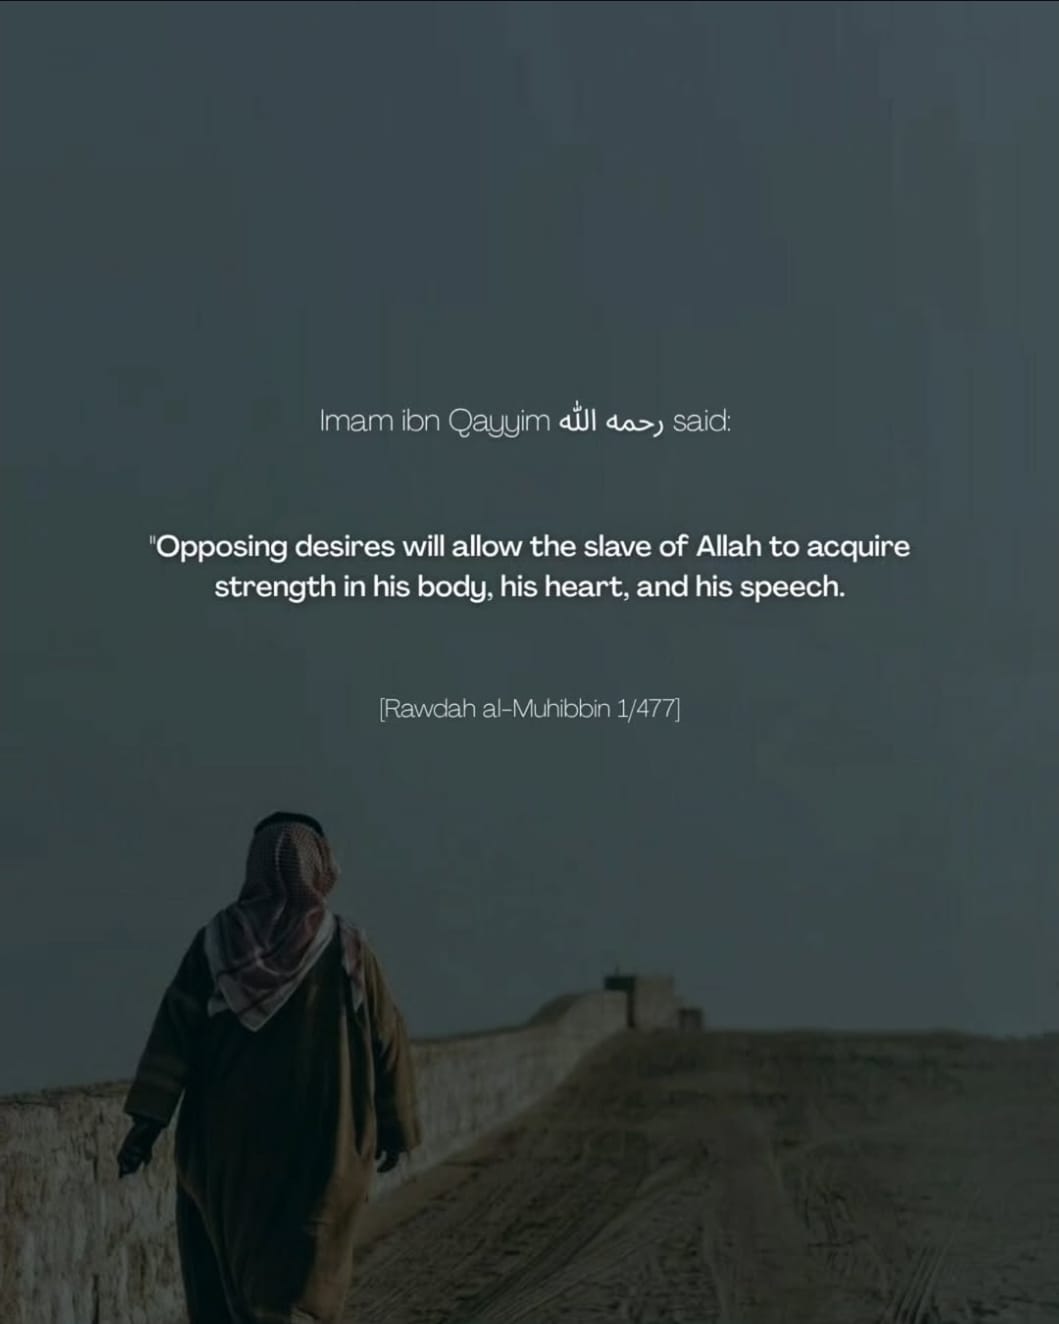 Imam ibn Qayyim رحمه الله said:
"Opposing desires will allow the slave of Allah to acquire
strength in his body, his heart, and his speech.
[Rawdah al-Muhibbin 1/477]